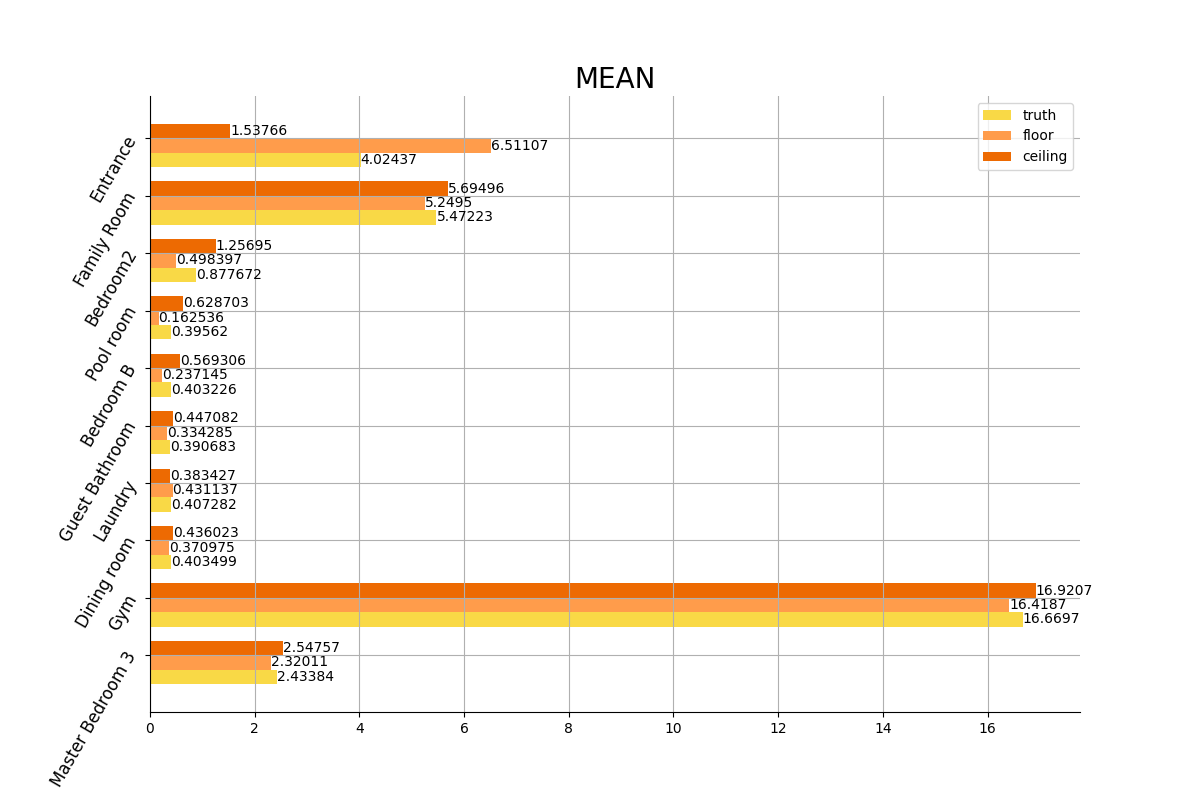 MEAN
truth
floor
ceiling
Entrance
1.53766
6.51107
4.02437
Family Room
5.69496
5.2495
5.47223
Bedroom2
1.25695
0.498397
0.877672
Pool room
0.628703
0.162536
0.39562
Bedroom B
0.569306
0.237145
0.403226
Guest Bathroom
0.447082
0.334285
0.390683
Laundry
0.383427
0.431137
0.407282
Dining room
0.436023
0.370975
0.403499
Gym
16.9207
16.4187
16.6697
Master Bedroom 3
2.54757
2.32011
2.43384
0 2 4 6 8 10 12 14 16